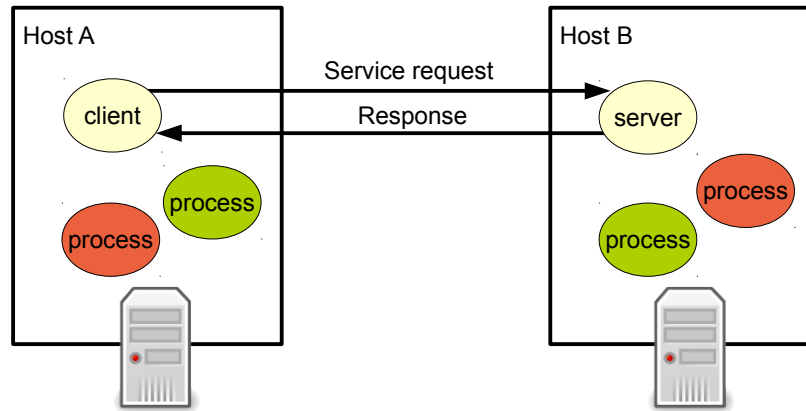 Host A
Host B
Service request
client
Response
server
process
process
process
process